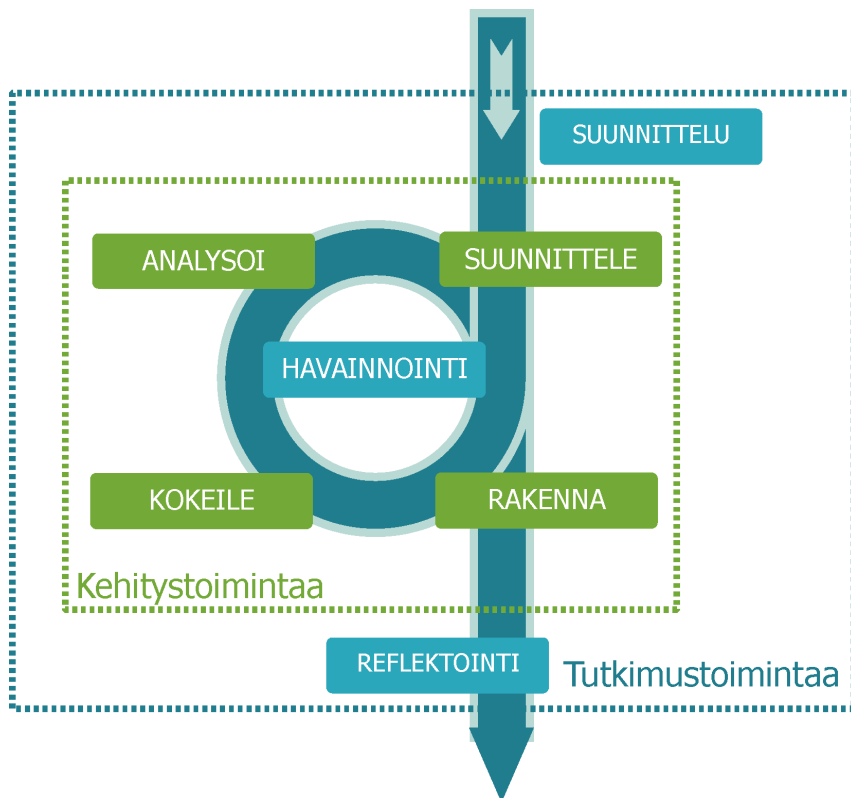 SUUNNITTELU
ANALYSOI
SUUNNITTELE
HAVAINNOINTI
KOKEILE
RAKENNA
Kehitystoimintaa
REFLEKTOINTI
Tutkimustoimintaa